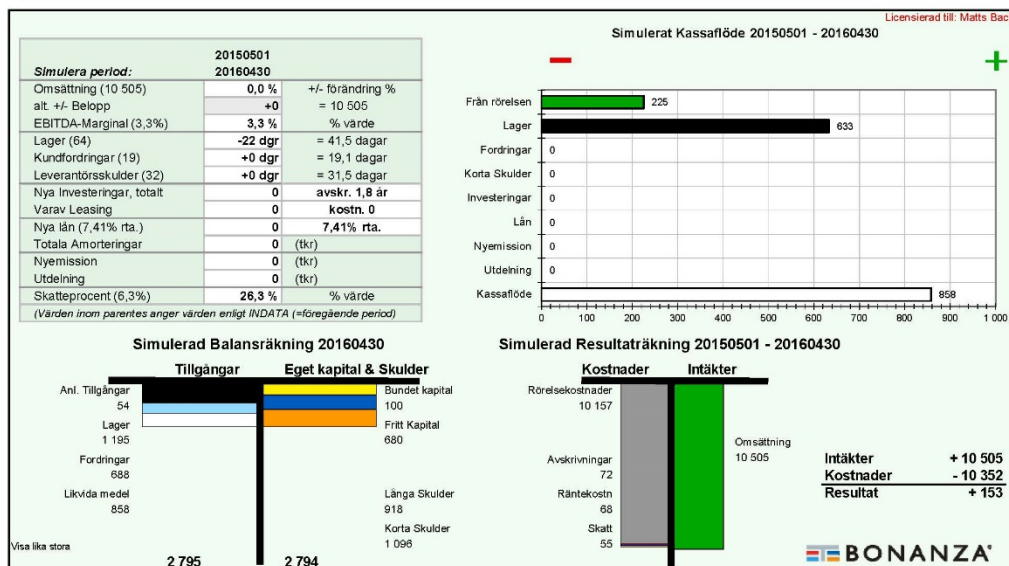 Licensierad till: Matts Bac
Simulerat Kassaflöde 20150501 - 20160430
20150501
Simulera period: 20160430
Omsättning (10 505) 0,0 % +/- förändring %
alt. +/- Belopp +0 = 10 505
EBITDA-Marginal (3,3%) 3,3 % % värde
Lager (64) -22 dgr = 41,5 dagar
Kundfordringar (19) +0 dgr = 19,1 dagar
Leverantörsskulder (32) +0 dgr = 31,5 dagar
Nya Investeringar, totalt 0 avskr. 1,8 år
Varav Leasing 0 kostn. 0
Nya lån (7,41% rta.) 0 7,41% rta.
Totala Amorteringar 0 (tkr)
Nyemission 0 (tkr)
Utdelning 0 (tkr)
Skatteprocent (6,3%) 26,3 % % värde
(Värden inom parentes anger värden enligt INDATA (=föregående period)
Från rörelsen 225
Lager 633
Fordringar 0
Korta Skulder 0
Investeringar 0
Lån 0
Nyemission 0
Utdelning 0
Kassaflöde 858
0 100 200 300 400 500 600 700 800 900 1 000
Simulerad Balansräkning 20160430
Tillgångar Eget kapital & Skulder
Anl. Tillgångar
54
Lager
1 195
Fordringar
688
Likvida medel
858
Bundet kapital
100
Fritt Kapital
680
Långa Skulder
918
Korta Skulder
1 096
Visa lika stora
2 795 2 794
Simulerad Resultaträkning 20150501 - 20160430
Kostnader Intäkter
Rörelsekostnader
10 157
Avskrivningar
72
Räntekostn
68
Skatt
55
Omsättning
10 505
Intäkter + 10 505
Kostnader - 10 352
Resultat + 153
BONANZA